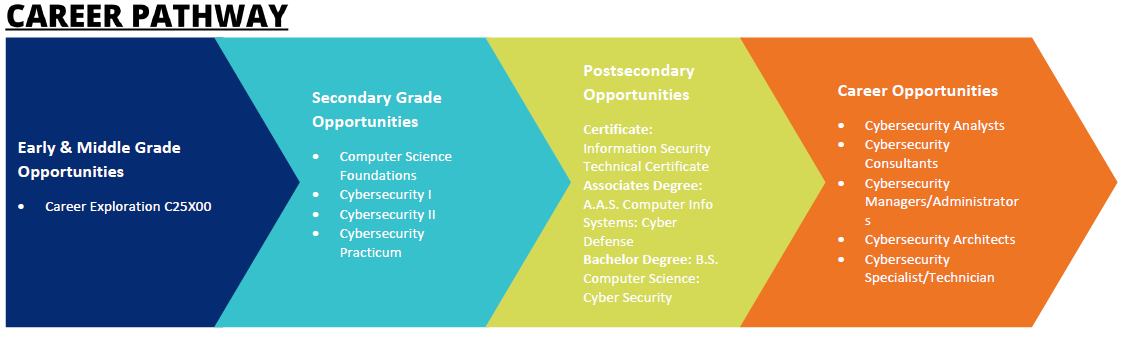 CAREER PATHWAY
Early & Middle Grade
Opportunities
• Career Exploration C25X00
Secondary Grade
Opportunities
• Computer Science
Foundations
• Cybersecurity I
• Cybersecurity II
• Cybersecurity
Practicum
Postsecondary
Opportunities
Certificate:
Information Security
Technical Certificate
Associates Degree:
A.A.S. Computer Info
Systems: Cyber
Defense
Bachelor Degree: B.S.
Computer Science:
Cyber Security
Career Opportunities
• Cybersecurity Analysts
• Cybersecurity
Consultants
• Cybersecurity
Managers/Administrator
s
• Cybersecurity Architects
• Cybersecurity
Specialist/Technician